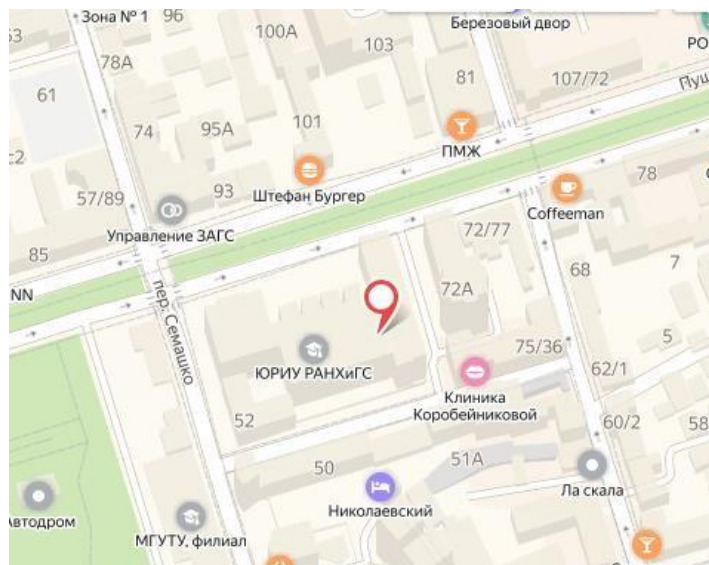 Зона № 1
96
Березовый двор
63
100А
103
РО
78А
81
107/72
Пуш
61
74
95А
101
ПМЖ
с2
93
Штефан Бургер
78
57/89
Coffeeman
Управление ЗАГС
72/77
85
68
7
NN
72А
пер. Семашко
5
75/36
ЮРИУ РАНХиГС
62/1
Клиника
Коробейниковой
52
60/2
58
50
51А
Ла скала
Николаевский
Автодром
МГУТУ, филиал